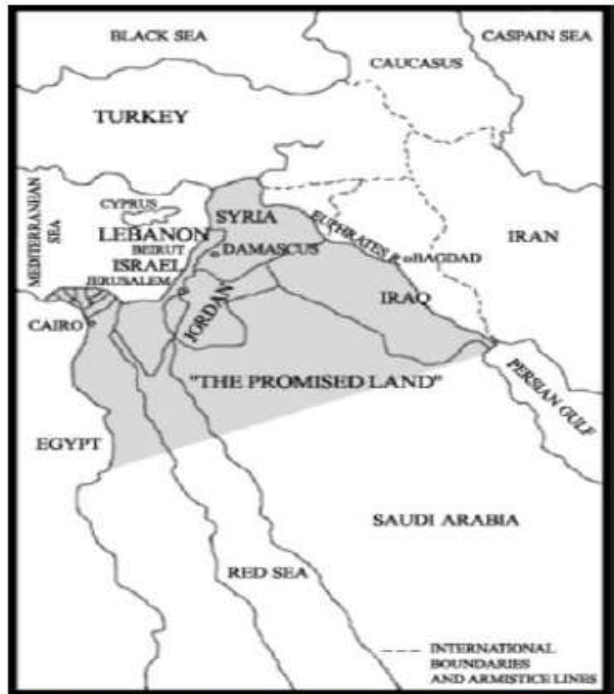 BLACK SEA
CASPAIN SEA
CAUCASUS
TURKEY
MEDITERRANEAN
SEA
CYPRUS
SYRIA
LEBANON
BEIRUT
DAMASCUS
EUPHRATES R
BAGDAD
IRAN
ISRAEL
JERUSALEM
JORDAN
IRAQ
CAIRO
"THE PROMISED LAND"
PERSIAN GULF
EGYPT
SAUDI ARABIA
RED SEA
INTERNATIONAL
BOUNDARIES
AND ARMISTICE LINES